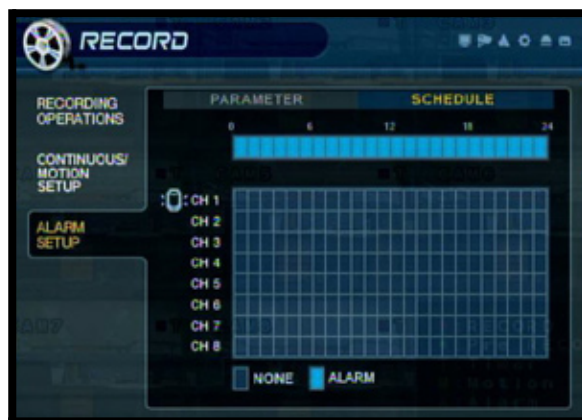 RECORD
RECORDING
OPERATIONS
CONTINUOUS/
MOTION
SETUP
ALARM
SETUP
PARAMETER SCHEDULE
0 6 12 18 24
CH 1
CH 2
CH 3
CH 4
CH 5
CH 6
CH 7
CH 8
NONE ALARM